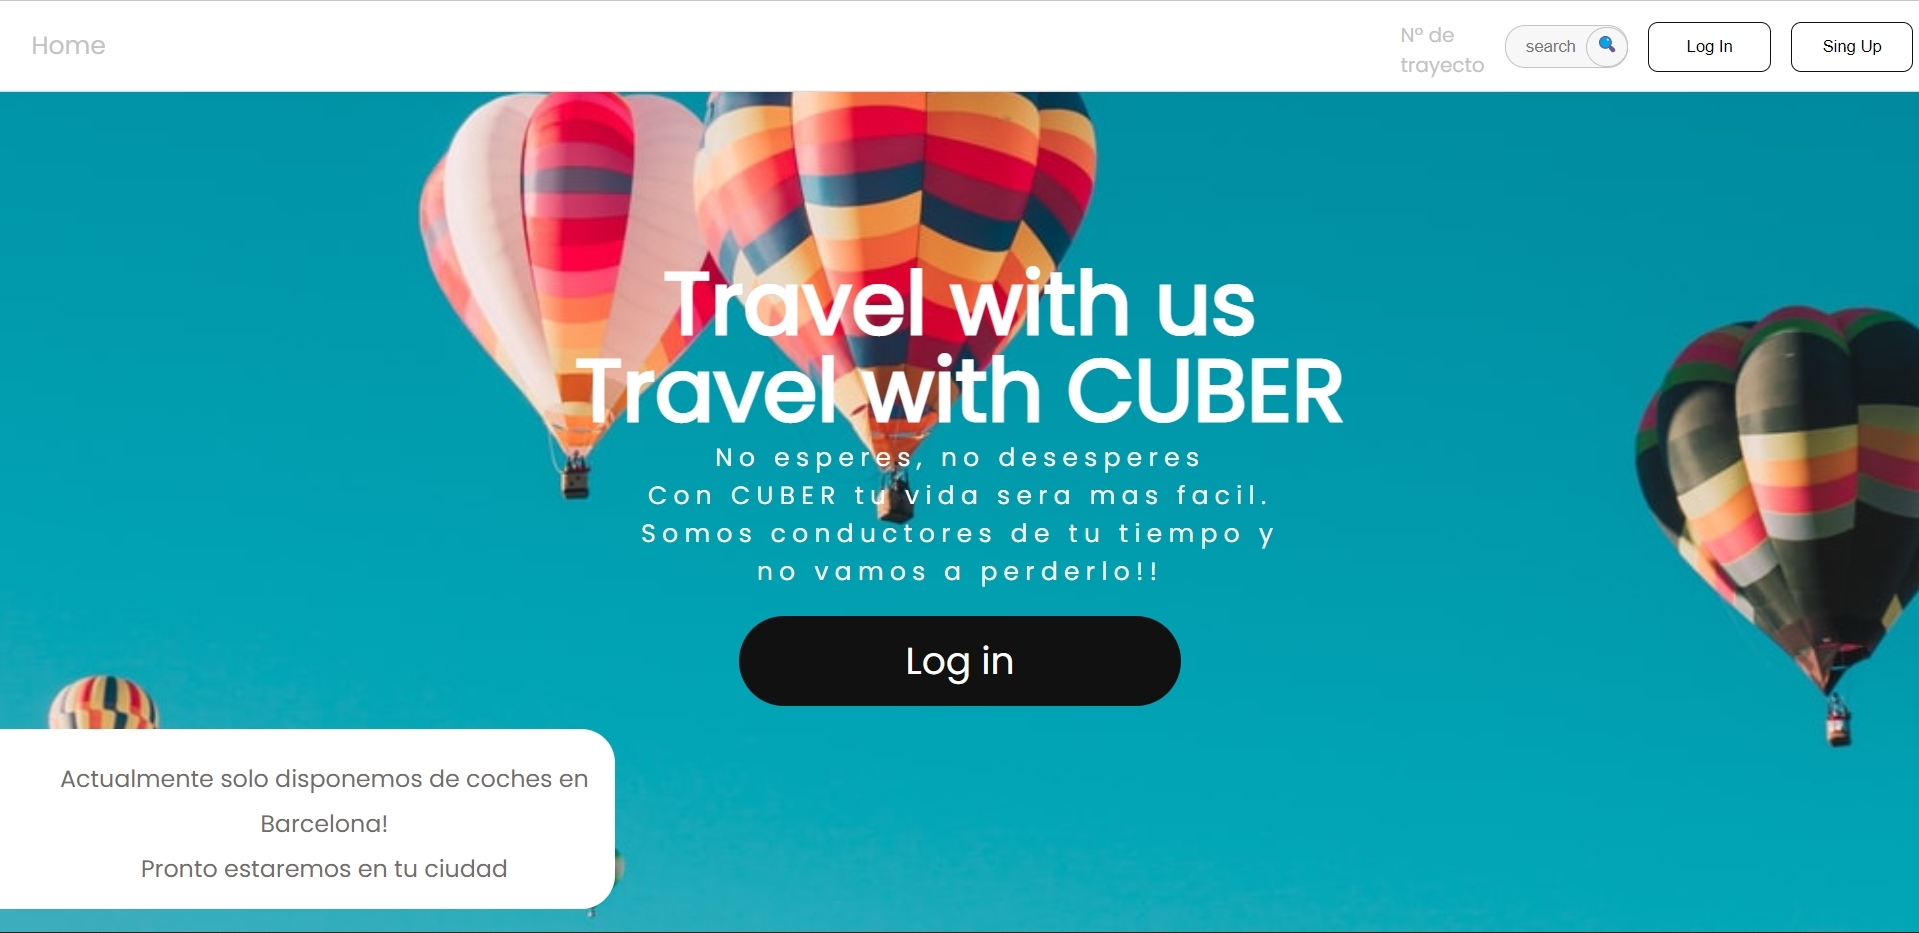 Home
Nº de
trayecto
search
Log In
Sing Up
Travel with us
Travel with CUBER
No esperes, no desesperes
Con CUBER tu vida sera mas facil.
Somos conductores de tu tiempo y
no vamos a perderlo!!
Log in
Actualmente solo disponemos de coches en
Barcelona!
Pronto estaremos en tu ciudad